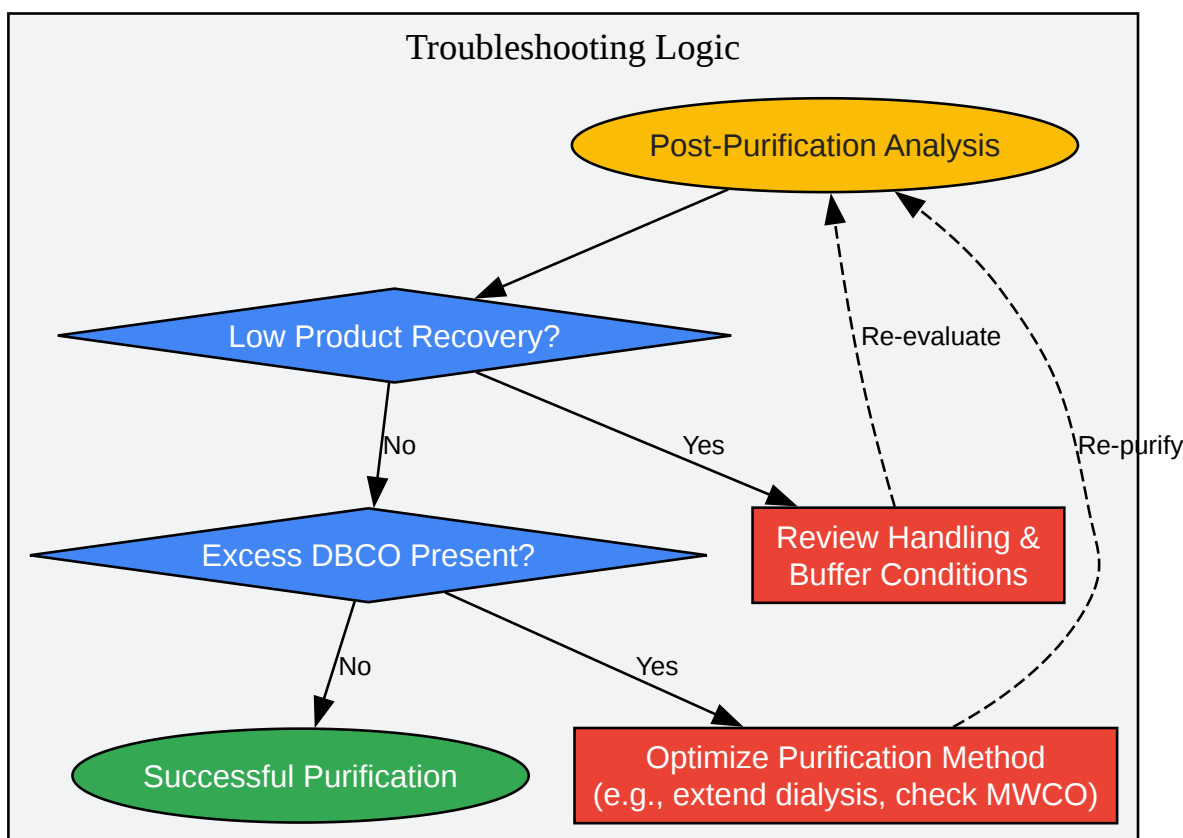 Troubleshooting Logic
Post-Purification Analysis
Low Product Recovery?
Re-evaluate
No
Yes
Re-purify
Excess DBCO Present?
Review Handling &
Buffer Conditions
No
Yes
Successful Purification
Optimize Purification Method
(e.g., extend dialysis, check MWCO)